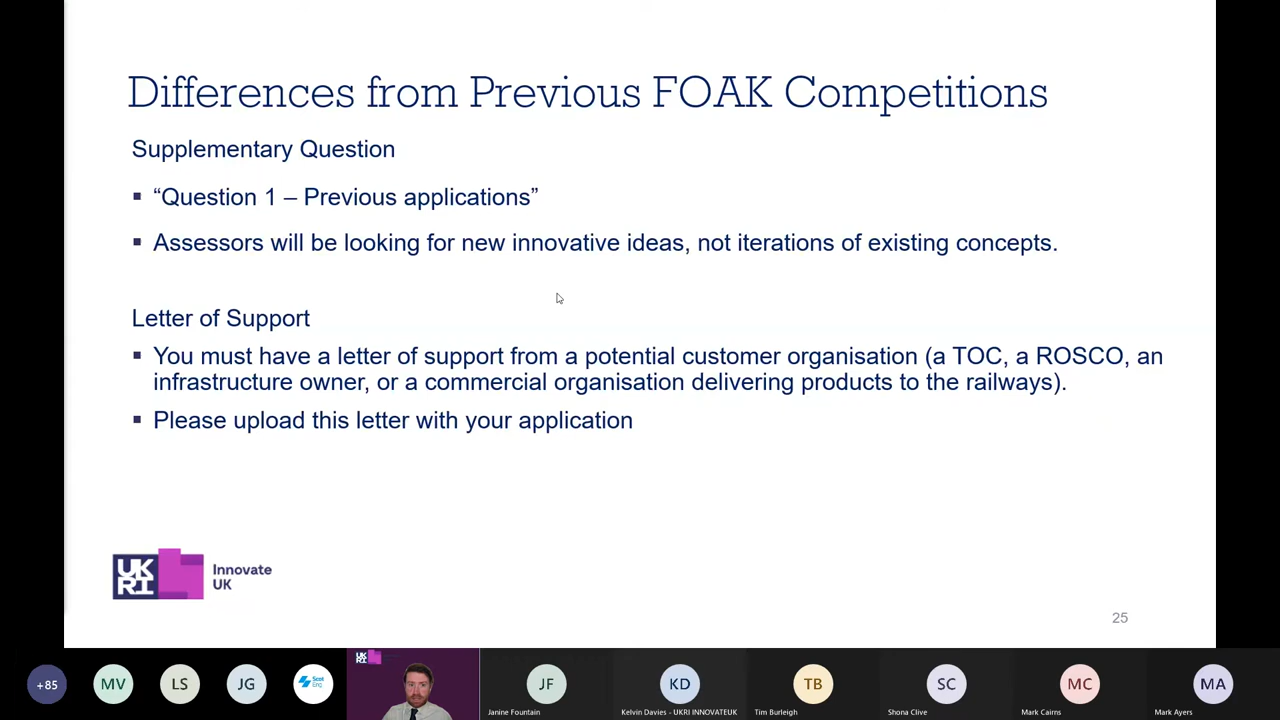 Differences from Previous FOAK Competitions
Supplementary Question
▪ “Question 1 – Previous applications”
▪ Assessors will be looking for new innovative ideas, not iterations of existing concepts.
Letter of Support
▪ You must have a letter of support from a potential customer organisation (a TOC, a ROSCO, an
infrastructure owner, or a commercial organisation delivering products to the railways).
▪ Please upload this letter with your application
UK
RI
Innovate
UK
25
+85
MV
LS
JG
Scot
Eng
UK
RI
JF
KD
TB
SC
MC
MA
Janine Fountain
Kelvin Davies - UKRI INNOVATEUK
Tim Burleigh
Shona Clive
Mark Cairns
Mark Ayers